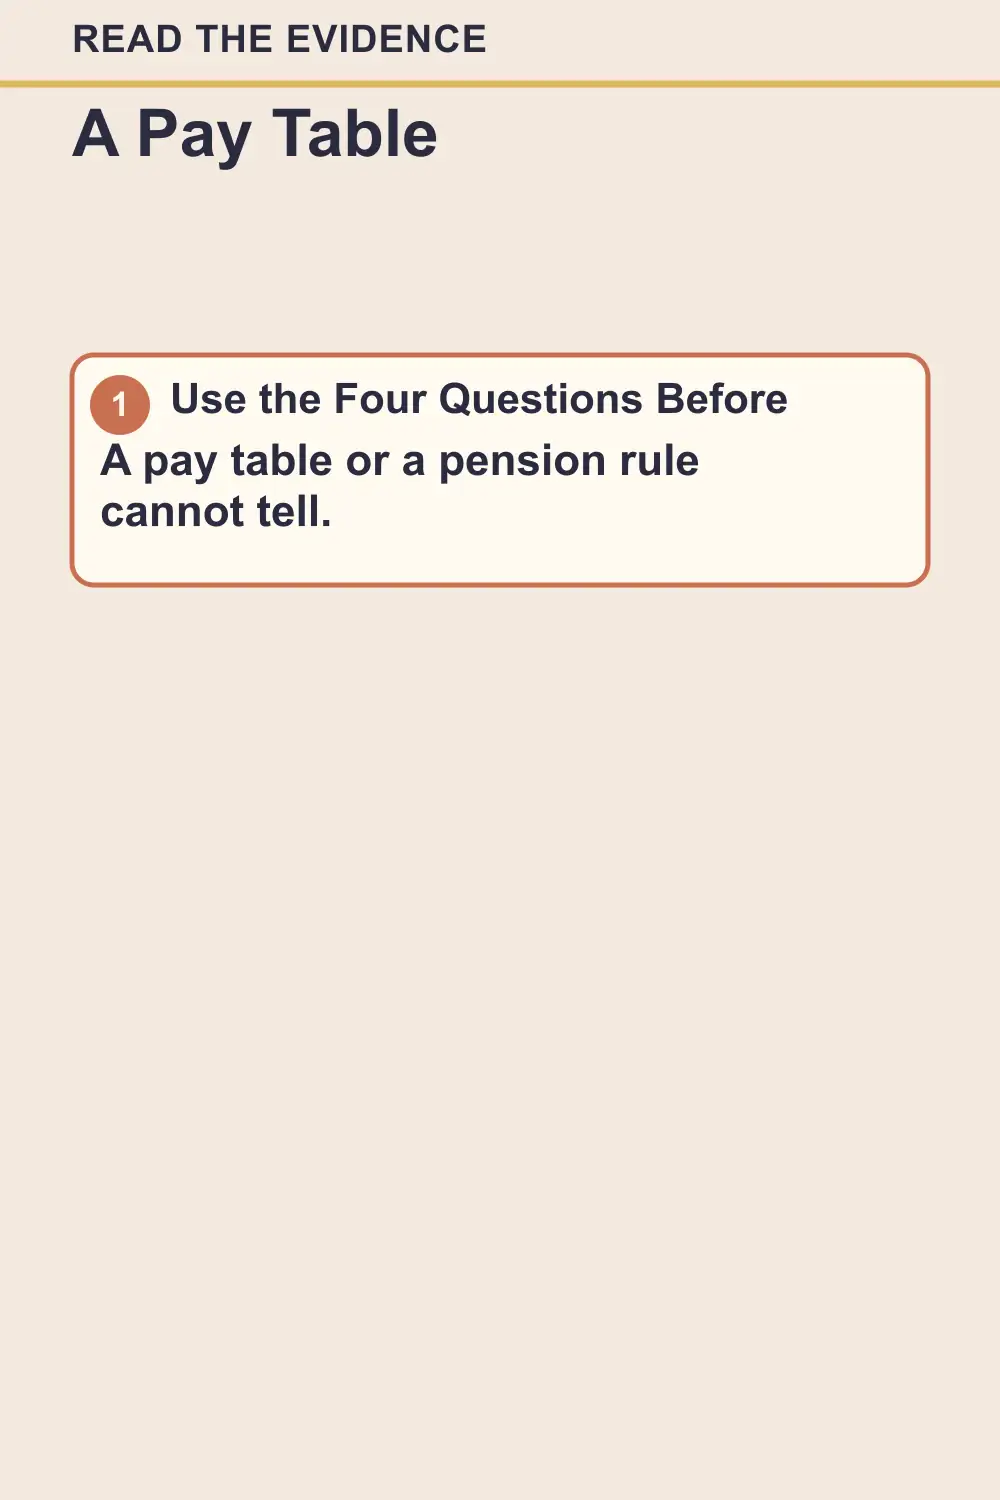 READ THE EVIDENCE
A Pay Table
1 Use the Four Questions Before
A pay table or a pension rule
cannot tell.